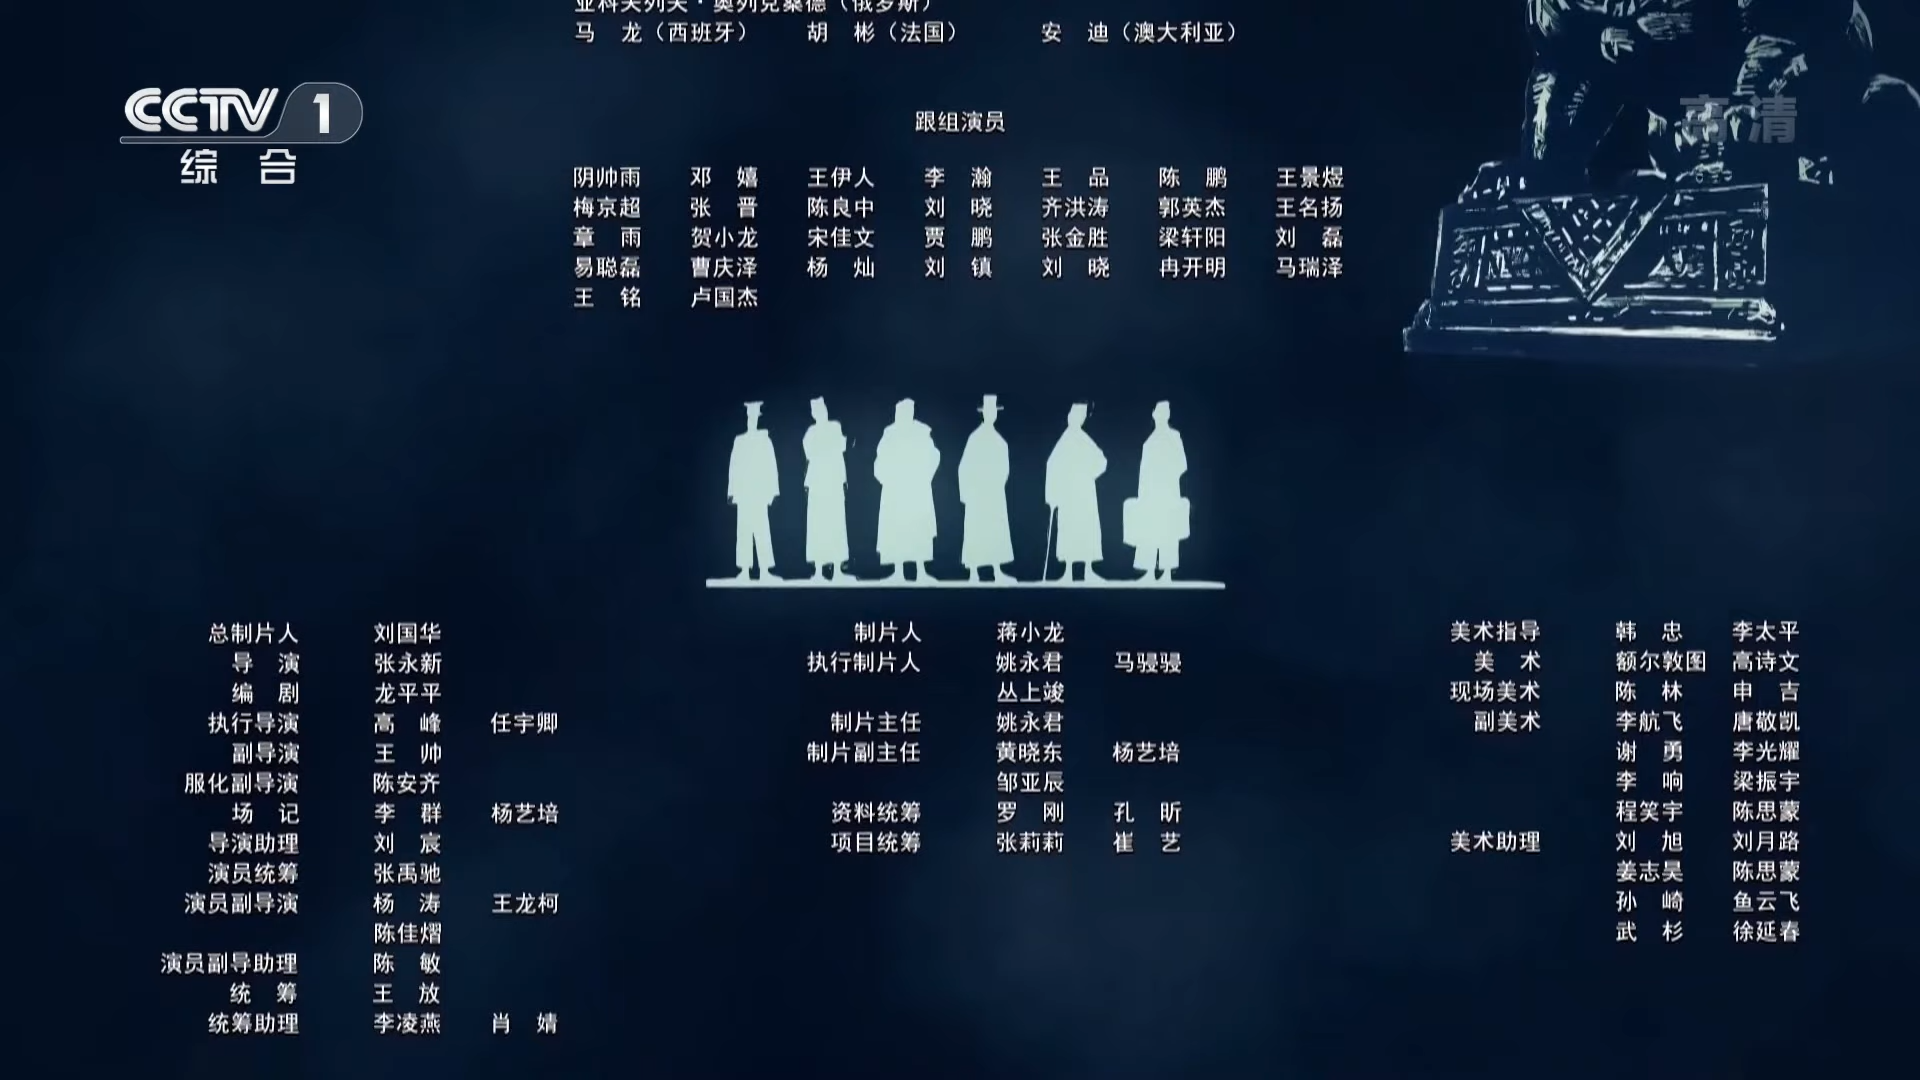 亚科夫列夫·奥列克桑德（俄罗斯）
马 龙（西班牙） 胡 彬（法国） 安 迪（澳大利亚）
CCTV 1
综 合
高清
跟组演员
阴帅雨 邓 嬉 王伊人 李 瀚 王 品 陈 鹏 王景煜
梅京超 张 晋 陈良中 刘 晓 齐洪涛 郭英杰 王名扬
章 雨 贺小龙 宋佳文 贾 鹏 张金胜 梁轩阳 刘 磊
易聪磊 曹庆泽 杨 灿 刘 镇 刘 晓 冉开明 马瑞泽
王 铭 卢国杰
总制片人 刘国华
导 演 张永新
编 剧 龙平平
执行导演 高 峰 任宇卿
副导演 王 帅
服化副导演 陈安齐
场 记 李 群 杨艺培
导演助理 刘 宸
演员统筹 张禹驰
演员副导演 杨 涛 王龙柯
陈佳熠
演员副导助理 陈 敏
统 筹 王 放
统筹助理 李凌燕 肖 婧
制片人 蒋小龙
执行制片人 姚永君 马骎骎
丛上竣
制片主任 姚永君
制片副主任 黄晓东 杨艺培
邹亚辰
资料统筹 罗 刚 孔 昕
项目统筹 张莉莉 崔 艺
美术指导 韩 忠 李太平
美 术 额尔敦图 高诗文
现场美术 陈 林 申 吉
副美术 李航飞 唐敬凯
谢 勇 李光耀
李 响 梁振宇
程笑宇 陈思蒙
美术助理 刘 旭 刘月路
姜志昊 陈思蒙
孙 崎 鱼云飞
武 杉 徐延春